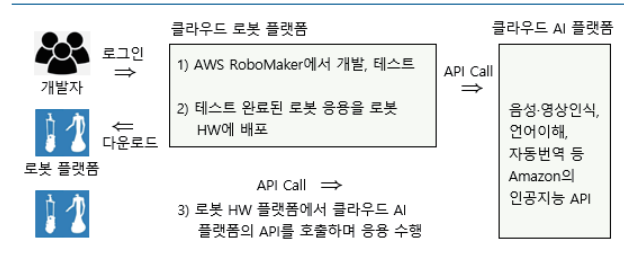 클라우드 로봇 플랫폼
클라우드 AI 플랫폼
로그인
⇒
개발자
1) AWS RoboMaker에서 개발, 테스트
2) 테스트 완료된 로봇 응용을 로봇
HW에 배포
API Call
⇒
⇐
다운로드
로봇 플랫폼
음성·영상인식,
언어이해,
자동번역 등
Amazon의
인공지능 API
API Call ⇒
3) 로봇 HW 플랫폼에서 클라우드 AI
플랫폼의 API를 호출하며 응용 수행